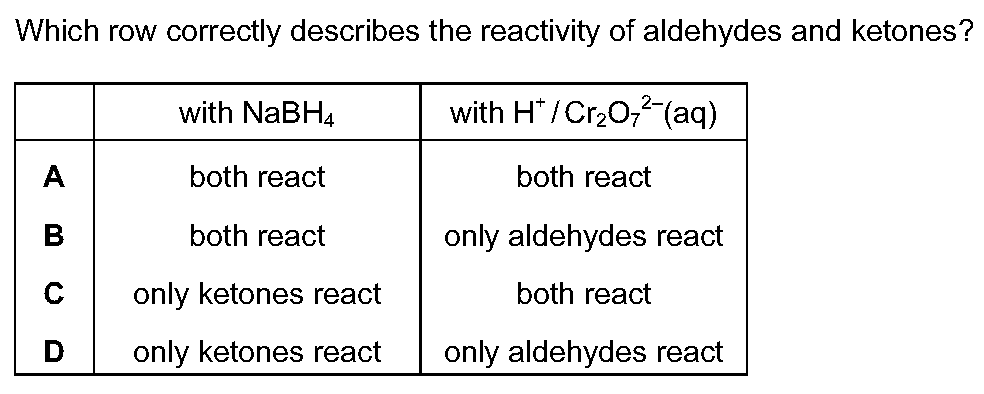 Which row correctly describes the reactivity of aldehydes and ketones?
with NaBH₄ with H⁺ / Cr₂O₇²⁻(aq)
A both react both react
B both react only aldehydes react
C only ketones react both react
D only ketones react only aldehydes react